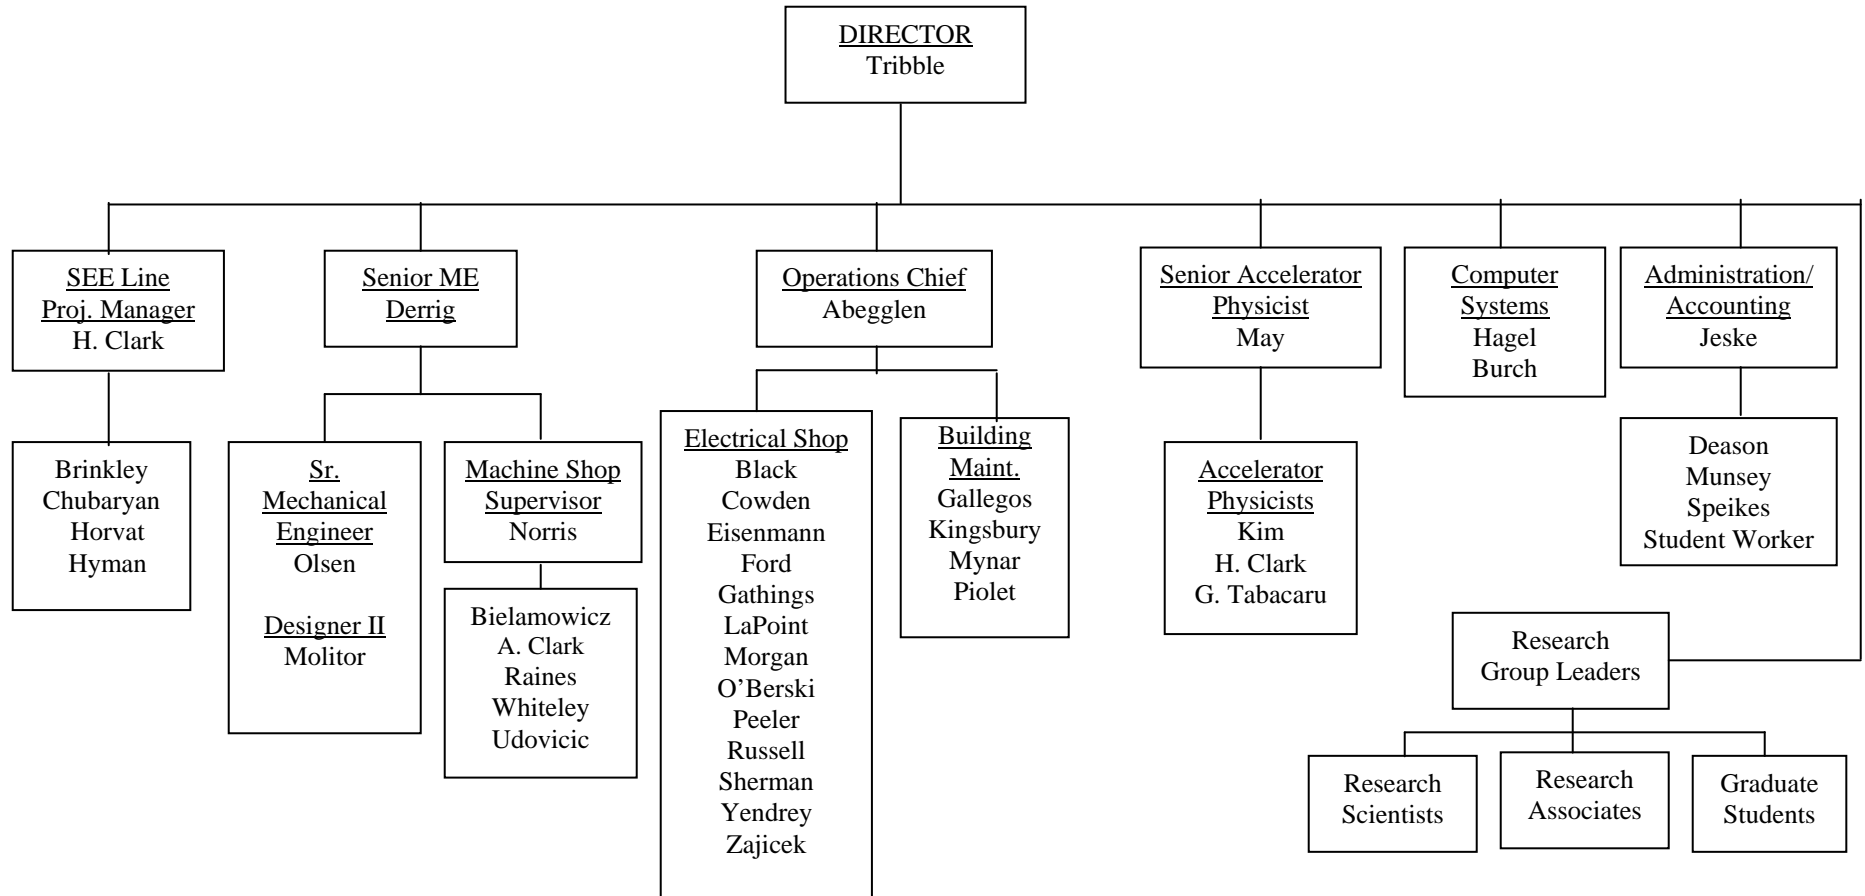 DIRECTOR
Tribble
SEE Line
Proj. Manager
H. Clark
Senior ME
Derrig
Operations Chief
Abegglen
Senior Accelerator
Physicist
May
Computer
Systems
Hagel
Burch
Administration/
Accounting
Jeske
Brinkley
Chubaryan
Horvat
Hyman
Sr.
Mechanical
Engineer
Olsen
Designer II
Molitor
Machine Shop
Supervisor
Norris
Bielamowicz
A. Clark
Raines
Whiteley
Udovicic
Electrical Shop
Black
Cowden
Eisenmann
Ford
Gathings
LaPoint
Morgan
O’Berski
Peeler
Russell
Sherman
Yendrey
Zajicek
Building
Maint.
Gallegos
Kingsbury
Mynar
Piolet
Accelerator
Physicists
Kim
H. Clark
G. Tabacaru
Deason
Munsey
Speikes
Student Worker
Research
Group Leaders
Research
Scientists
Research
Associates
Graduate
Students